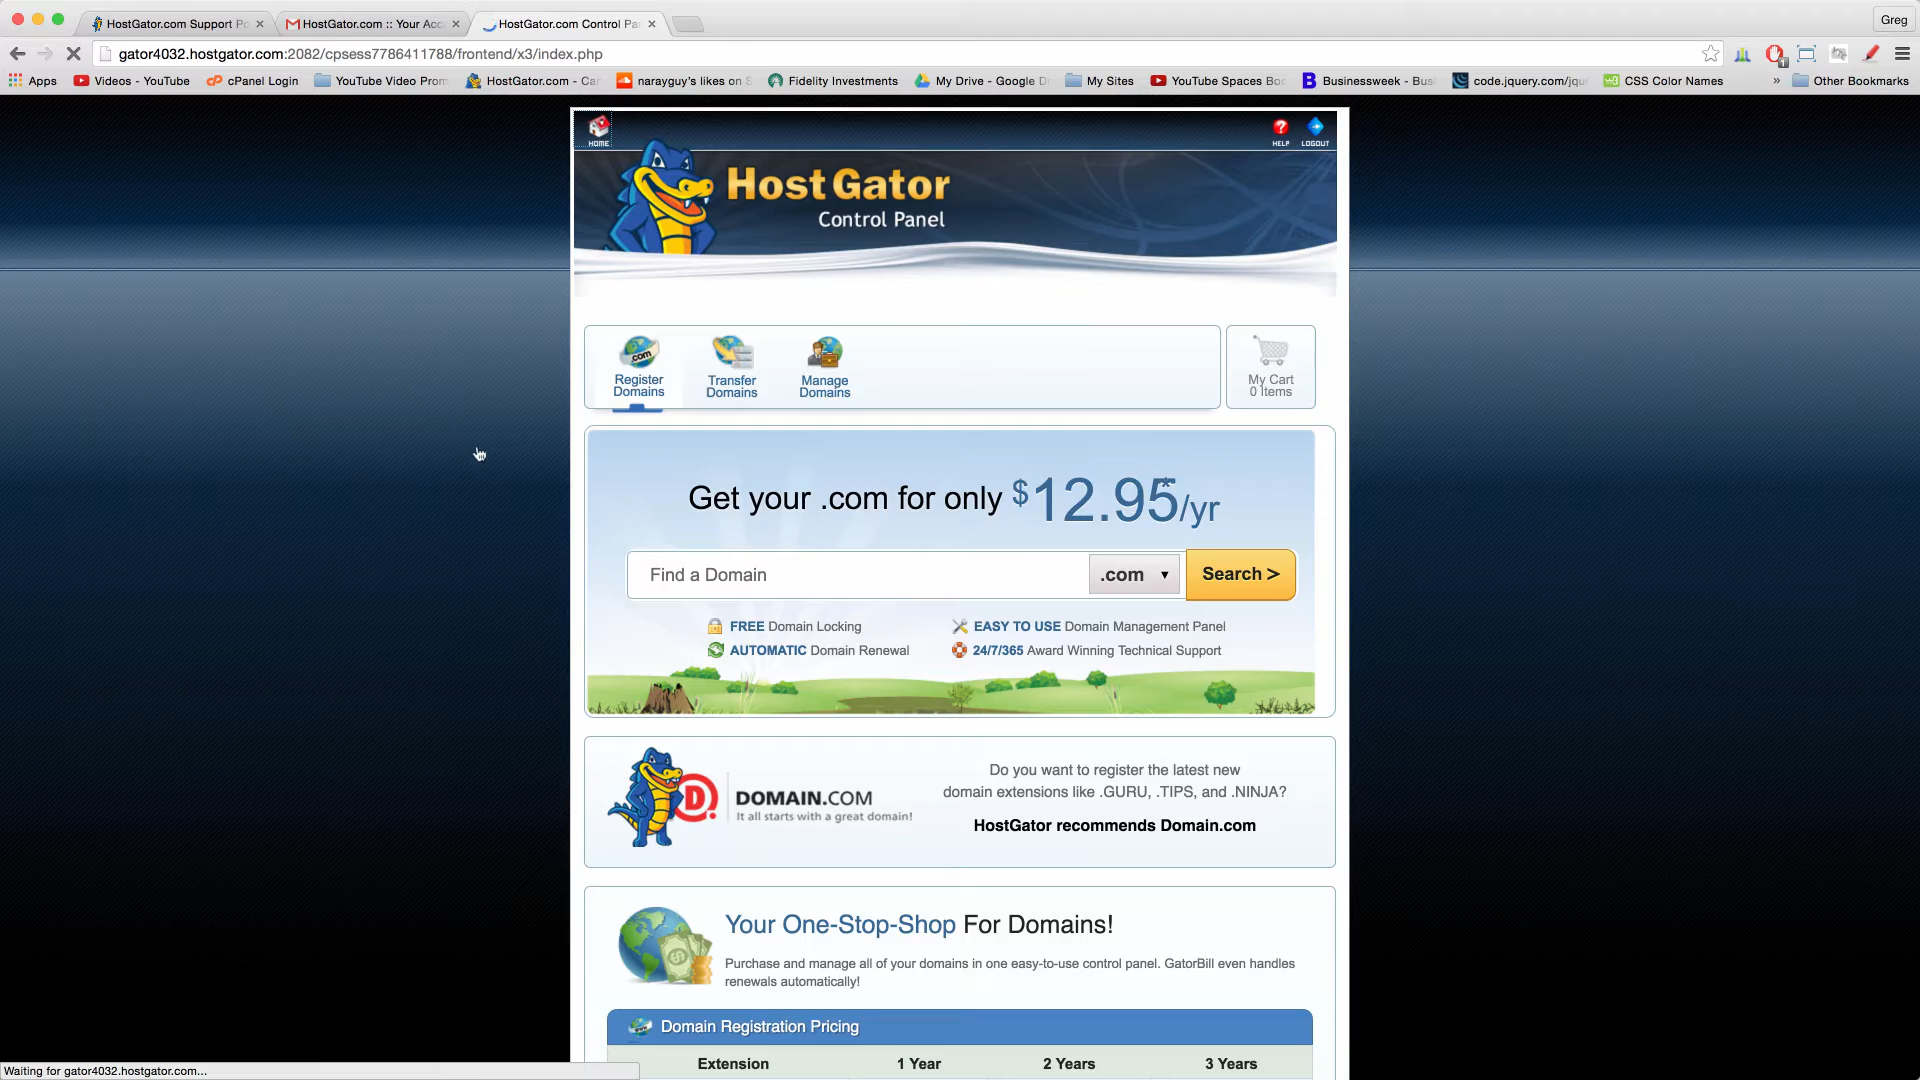 HostGator.com Support Po
HostGator.com :: Your Acc
HostGator.com Control Pa
Greg
gator4032.hostgator.com:2082/cpsess7786411788/frontend/x3/index.php
Apps
Videos - YouTube
cPanel Login
YouTube Video Prom
HostGator.com - Can
narayguy's likes on S
Fidelity Investments
My Drive - Google Dr
My Sites
YouTube Spaces Boo
Businessweek - Busi
code.jquery.com/jqu
CSS Color Names
»
Other Bookmarks
HOME
HELP
LOGOUT
HostGator
Control Panel
.com
Register
Domains
Transfer
Domains
Manage
Domains
My Cart
0 Items
Get your .com for only $12.95*/yr
Find a Domain
.com
Search >
FREE Domain Locking
EASY TO USE Domain Management Panel
AUTOMATIC Domain Renewal
24/7/365 Award Winning Technical Support
D.
DOMAIN.COM
It all starts with a great domain!
Do you want to register the latest new
domain extensions like .GURU, .TIPS, and .NINJA?
HostGator recommends Domain.com
Your One-Stop-Shop For Domains!
Purchase and manage all of your domains in one easy-to-use control panel. GatorBill even handles
renewals automatically!
Domain Registration Pricing
Extension 1 Year 2 Years 3 Years
Waiting for gator4032.hostgator.com...